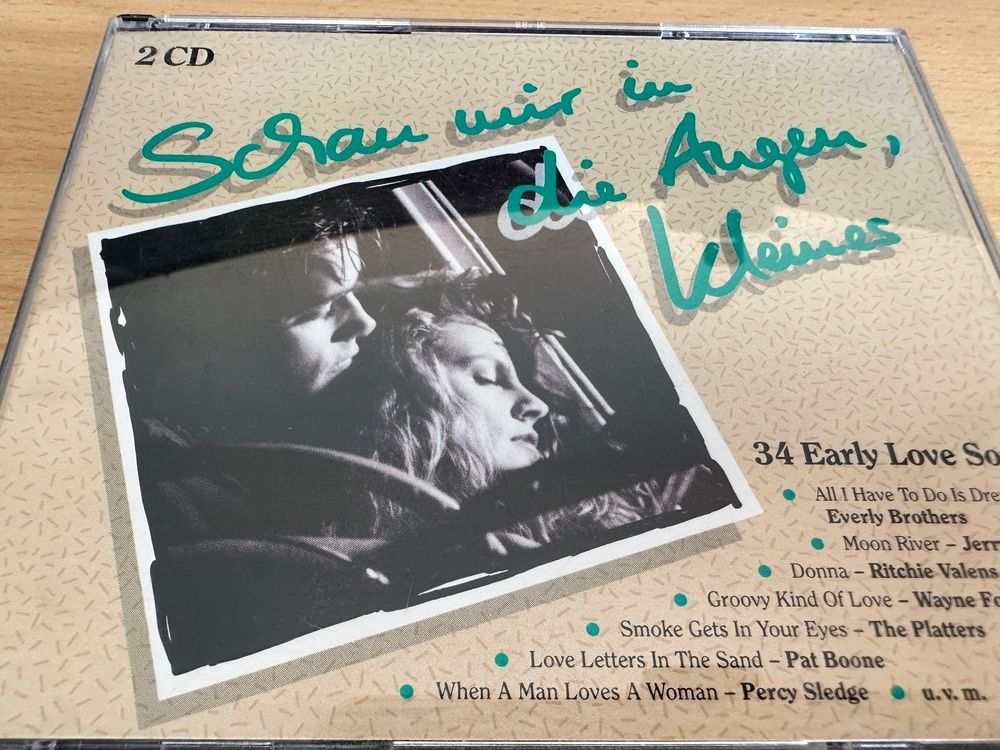 2 CD
Schau mir in
die Augen,
kleines
34 Early Love So
• All I Have To Do Is Dre
Everly Brothers
• Moon River – Jerr
• Donna – Ritchie Valens
• Groovy Kind Of Love – Wayne Fo
• Smoke Gets In Your Eyes – The Platters
• Love Letters In The Sand – Pat Boone
• When A Man Loves A Woman – Percy Sledge • u.v.m.